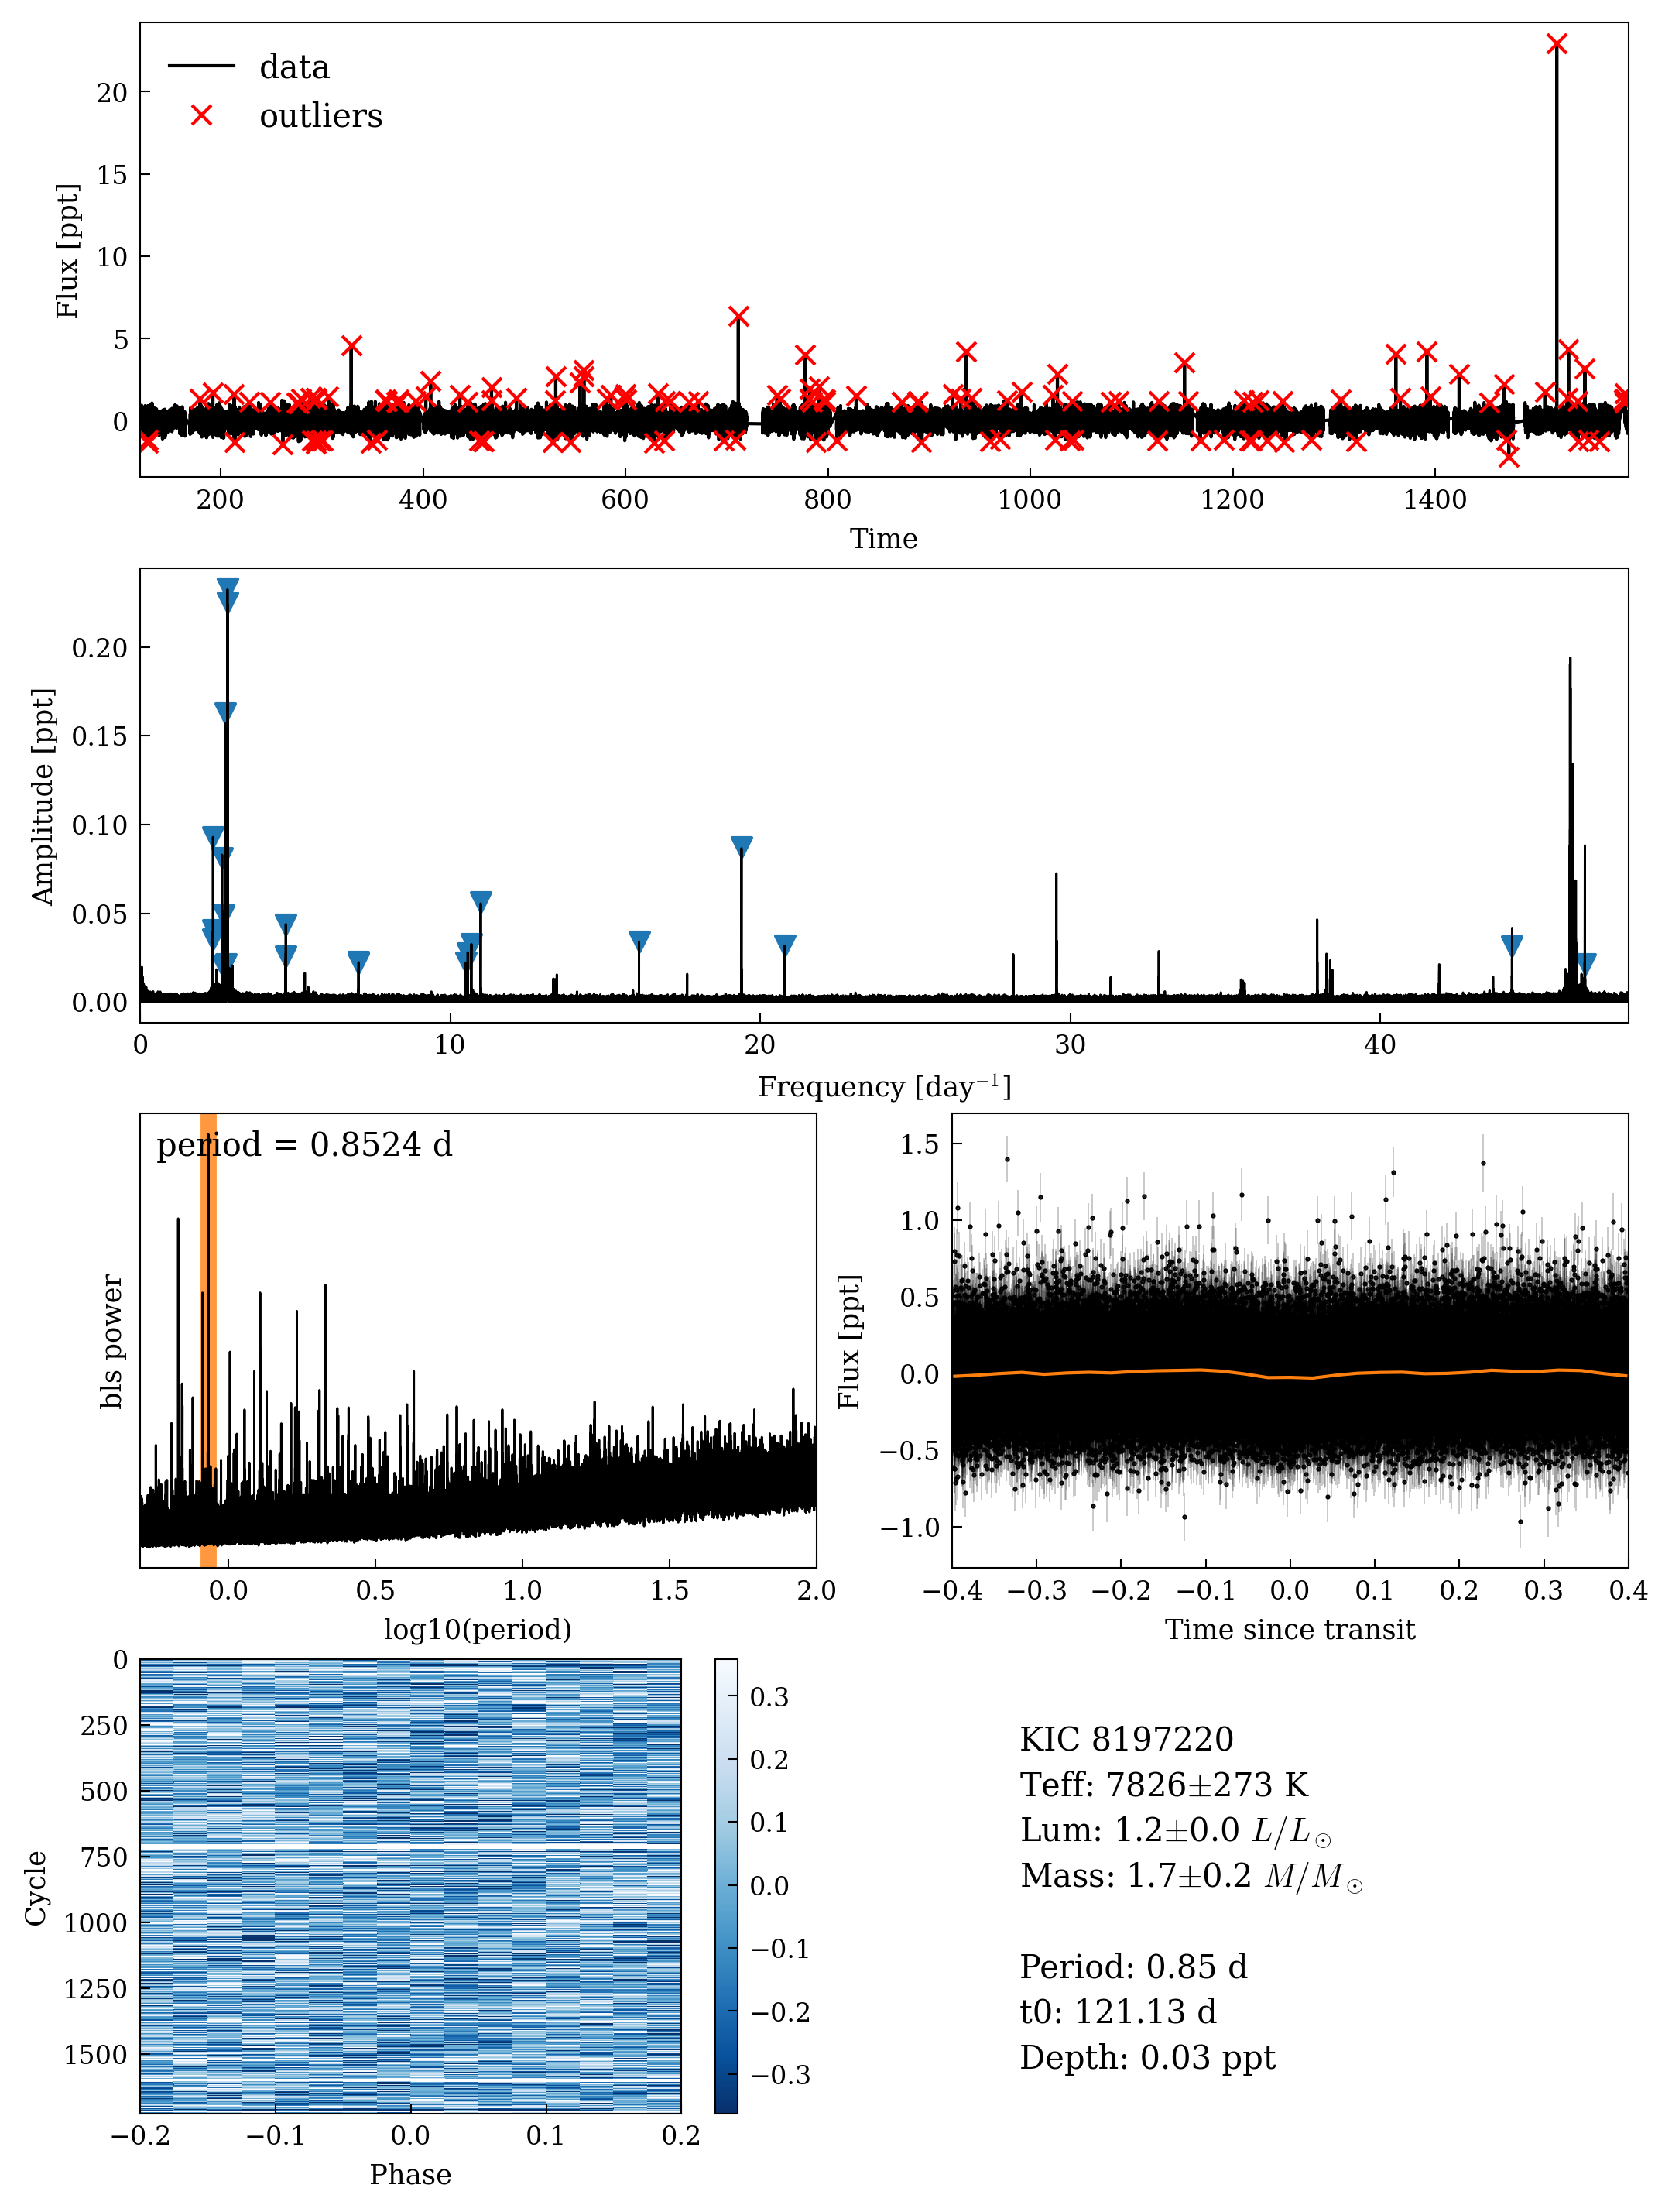 data
outliers
Flux [ppt]
20
15
10
5
0
200 400 600 800 1000 1200 1400
Time
Amplitude [ppt]
0.20
0.15
0.10
0.05
0.00
0 10 20 30 40
Frequency [day⁻¹]
period = 0.8524 d
bls power
0.0 0.5 1.0 1.5 2.0
log10(period)
Flux [ppt]
1.5
1.0
0.5
0.0
−0.5
−1.0
−0.4 −0.3 −0.2 −0.1 0.0 0.1 0.2 0.3 0.4
Time since transit
Cycle
0
250
500
750
1000
1250
1500
−0.2 −0.1 0.0 0.1 0.2
Phase
0.3
0.2
0.1
0.0
−0.1
−0.2
−0.3
KIC 8197220
Teff: 7826±273 K
Lum: 1.2±0.0 L/L⊙
Mass: 1.7±0.2 M/M⊙
Period: 0.85 d
t0: 121.13 d
Depth: 0.03 ppt